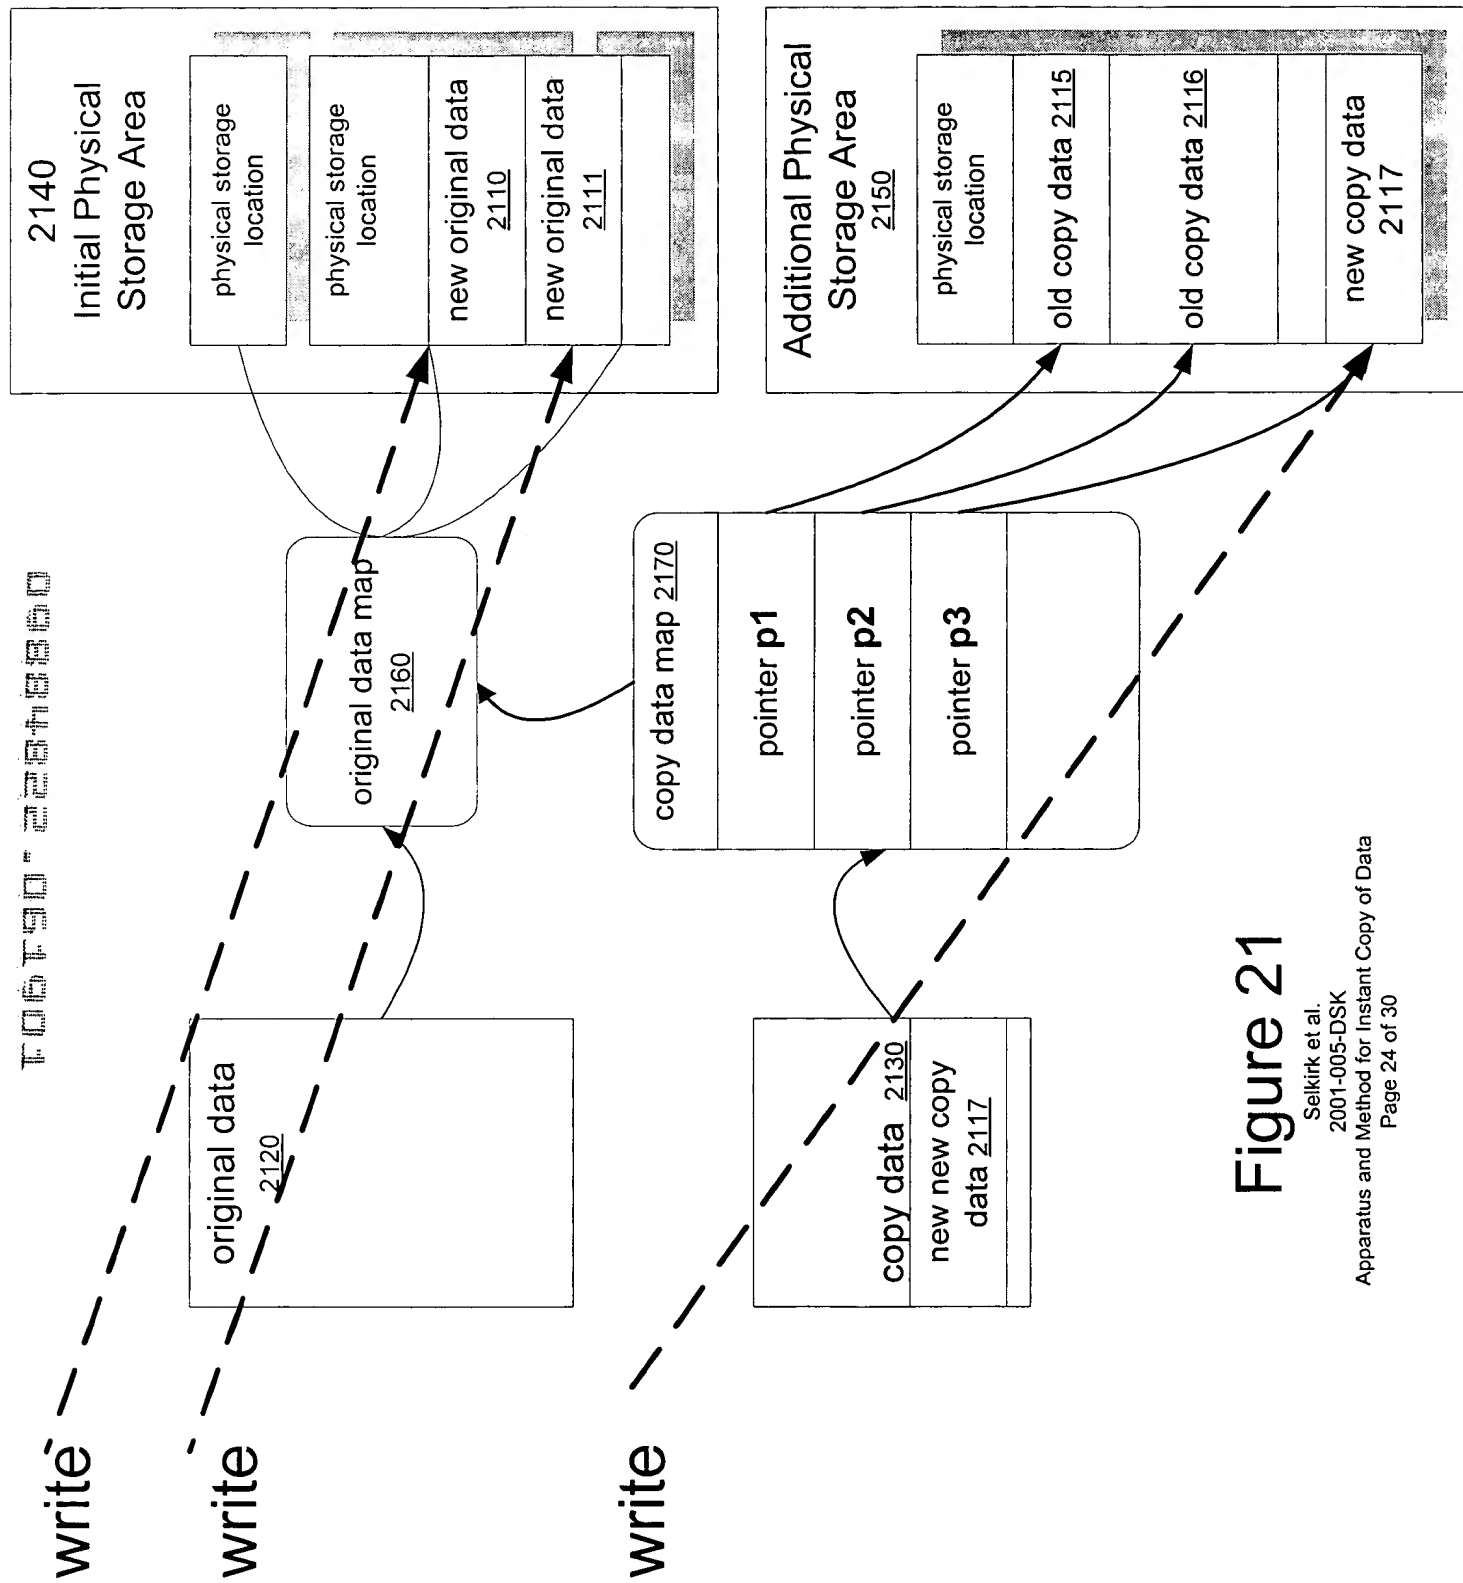 write
write
write
original data
2120
copy data 2130
new new copy
data 2117
original data map
2160
copy data map 2170
pointer p1
pointer p2
pointer p3
2140
Initial Physical
Storage Area
physical storage
location
physical storage
location
new original data
2110
new original data
2111
Additional Physical
Storage Area
2150
physical storage
location
old copy data 2115
old copy data 2116
new copy data
2117
Figure 21
Selkirk et al.
2001-005-DSK
Apparatus and Method for Instant Copy of Data
Page 24 of 30